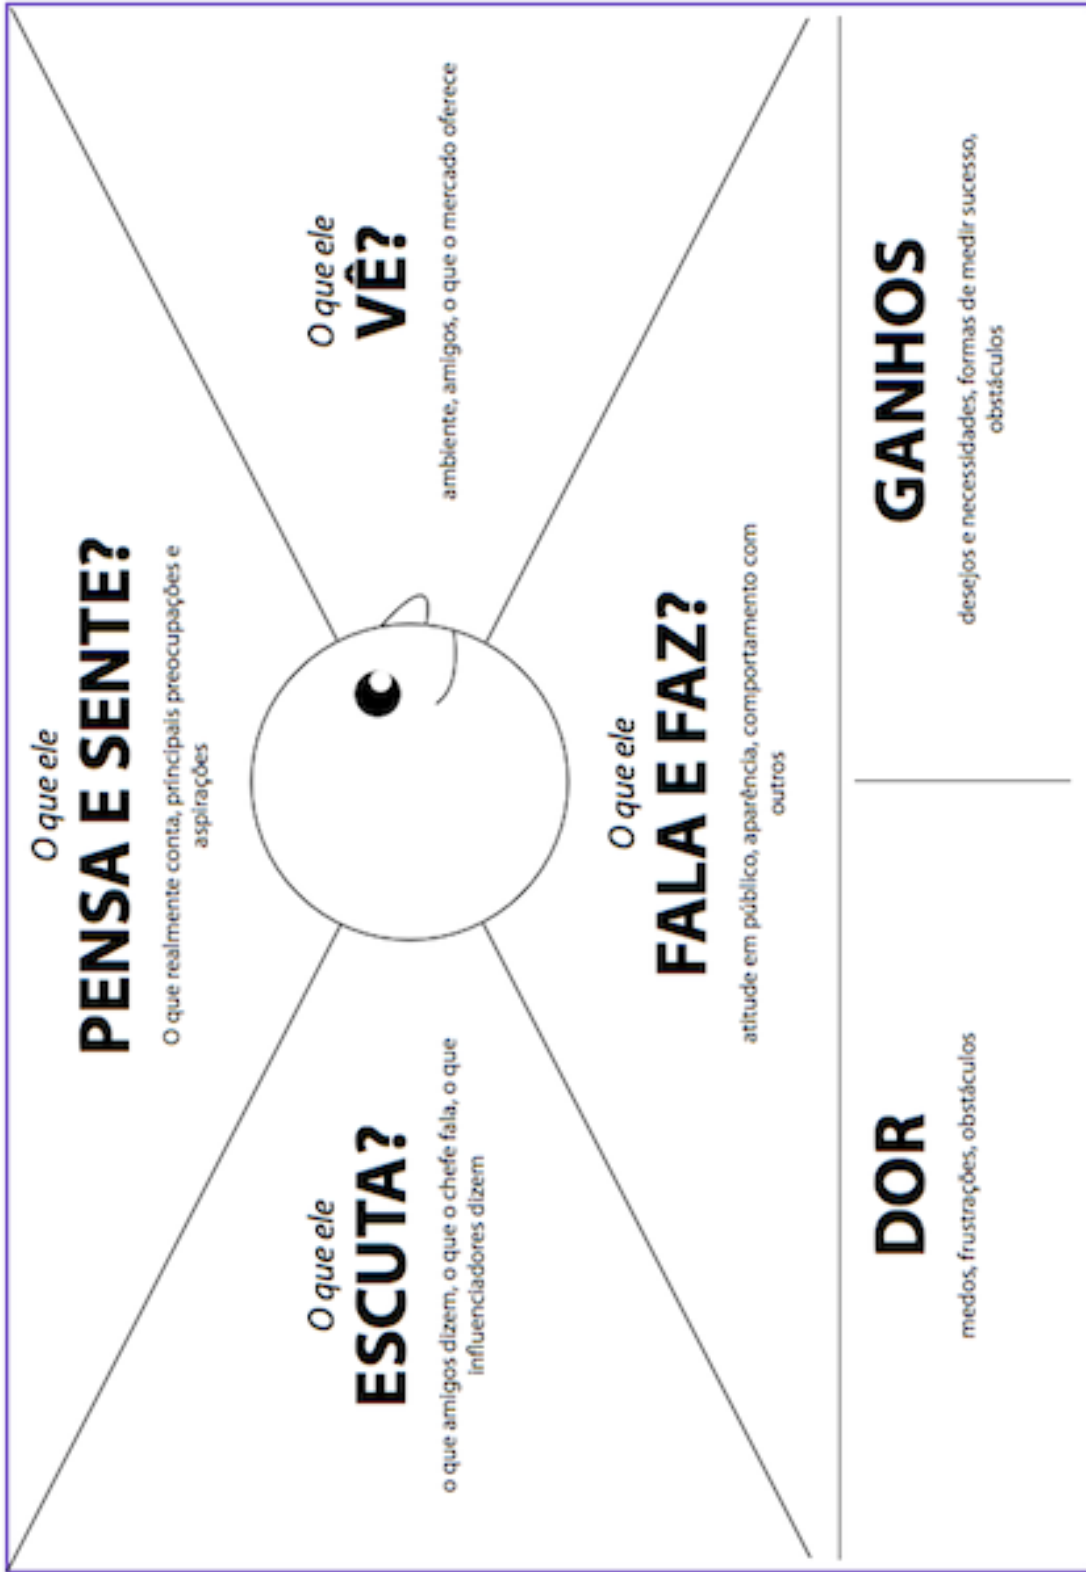 O que ele
PENSA E SENTE?
O que realmente conta, principais preocupações e
aspirações
O que ele
ESCUTA?
o que amigos dizem, o que o chefe fala, o que
influenciadores dizem
O que ele
VÊ?
ambiente, amigos, o que o mercado oferece
O que ele
FALA E FAZ?
atitude em público, aparência, comportamento com
outros
DOR
medos, frustrações, obstáculos
GANHOS
desejos e necessidades, formas de medir sucesso,
obstáculos